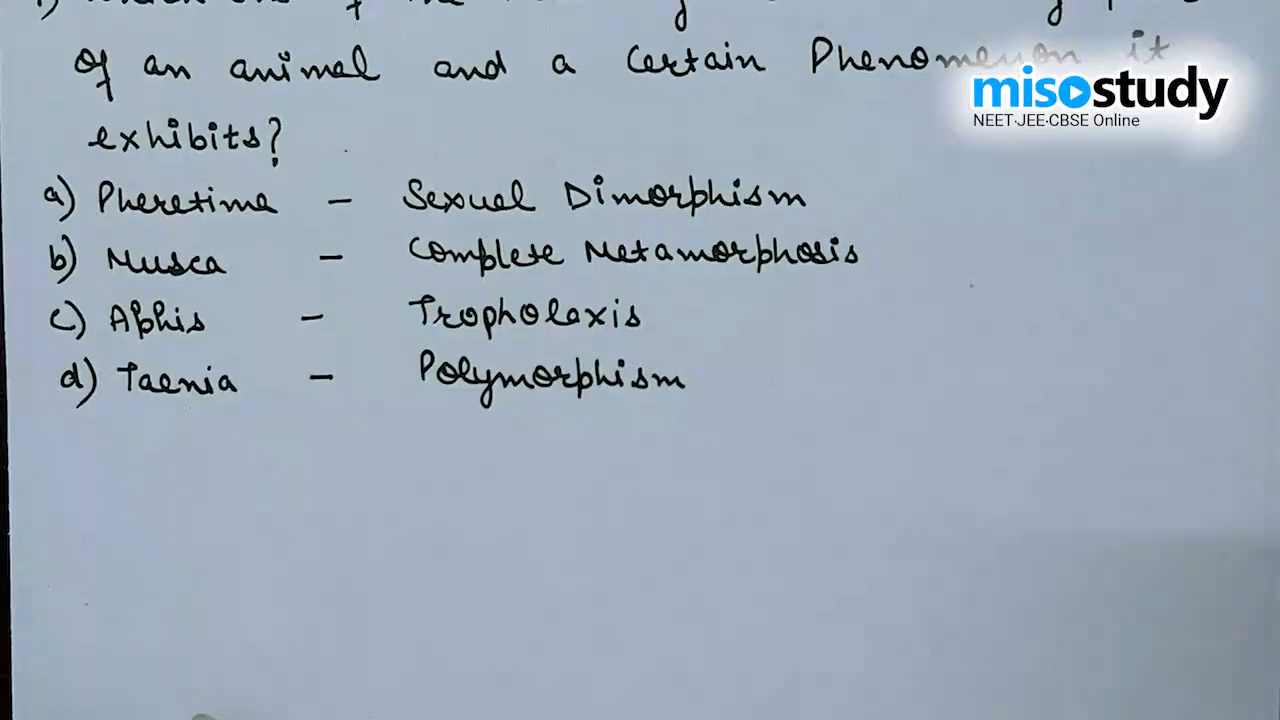 of an animal and a certain Phenomenon it
exhibits?
a) Pheretima - Sexual Dimorphism
b) Musca - Complete Metamorphosis
c) Aphis - Tropholaxis
d) Taenia - Polymorphism
misostudy
NEET-JEE-CBSE Online